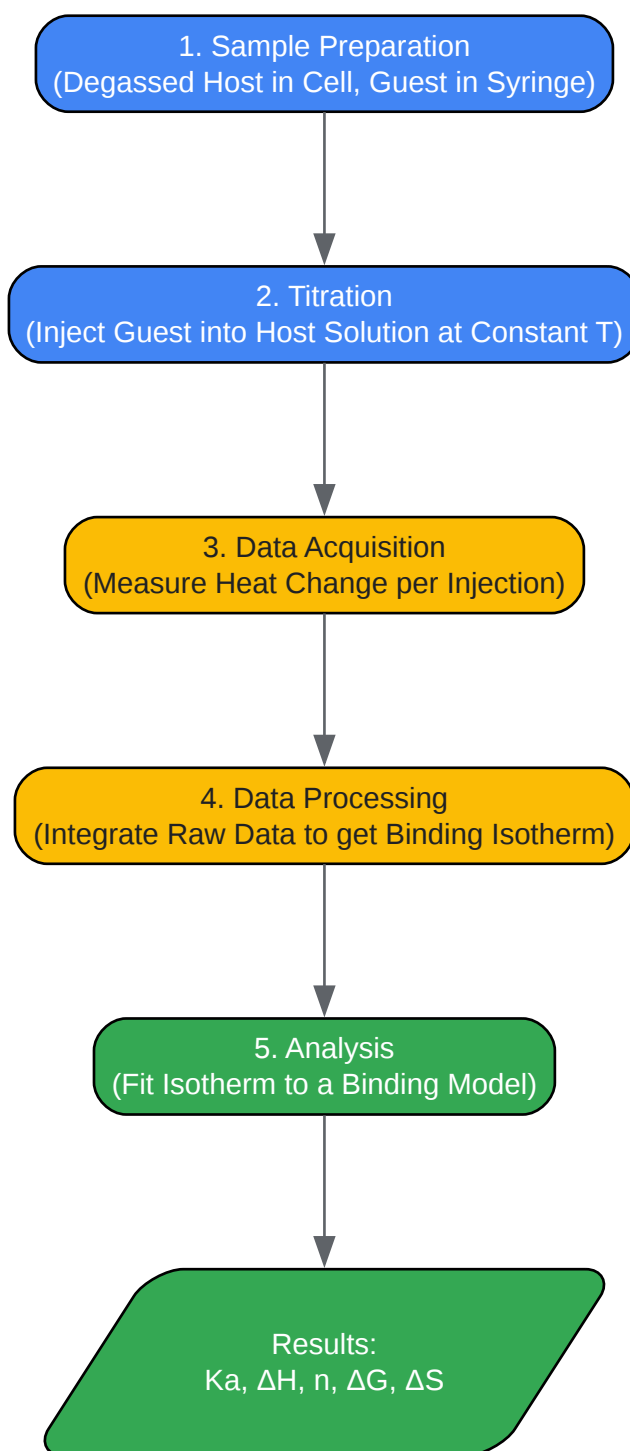 1. Sample Preparation
(Degassed Host in Cell, Guest in Syringe)
2. Titration
(Inject Guest into Host Solution at Constant T)
3. Data Acquisition
(Measure Heat Change per Injection)
4. Data Processing
(Integrate Raw Data to get Binding Isotherm)
5. Analysis
(Fit Isotherm to a Binding Model)
Results:
Ka, ΔH, n, ΔG, ΔS